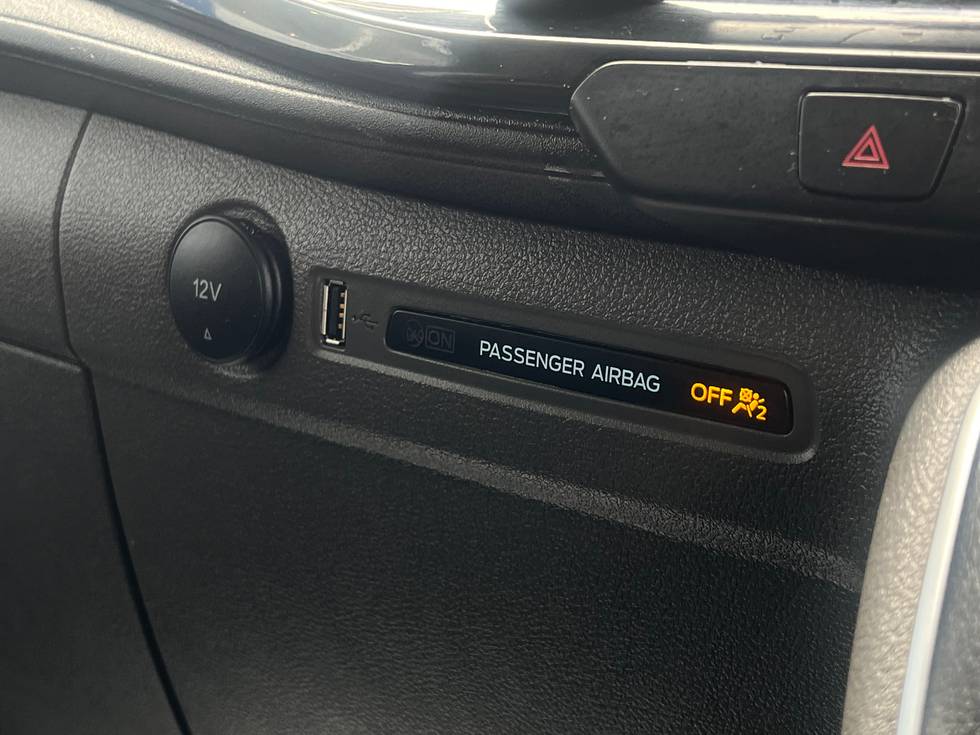 12V
ON PASSENGER AIRBAG OFF 2